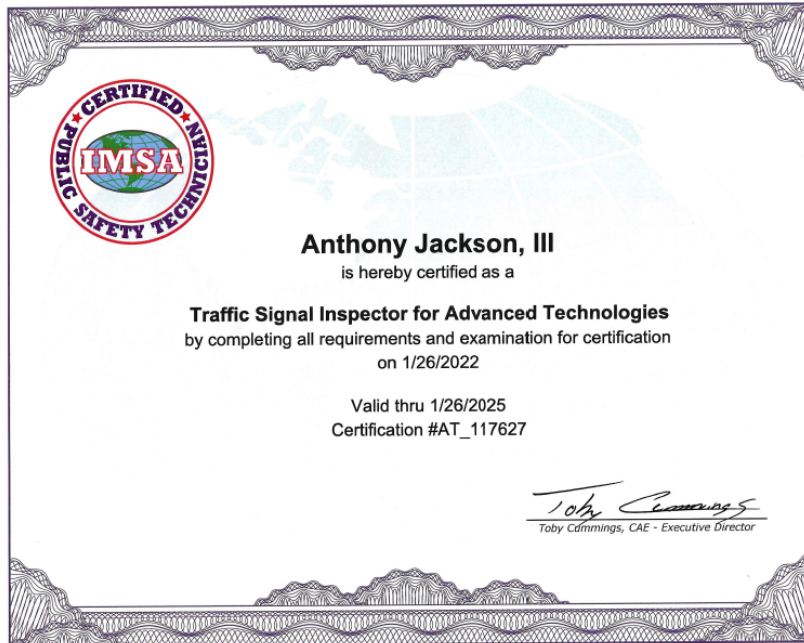 CERTIFIED
IMSA
PUBLIC SAFETY TECHNICIAN
Anthony Jackson, III
is hereby certified as a
Traffic Signal Inspector for Advanced Technologies
by completing all requirements and examination for certification
on 1/26/2022
Valid thru 1/26/2025
Certification #AT_117627
Toby Cummings
Toby Cummings, CAE - Executive Director